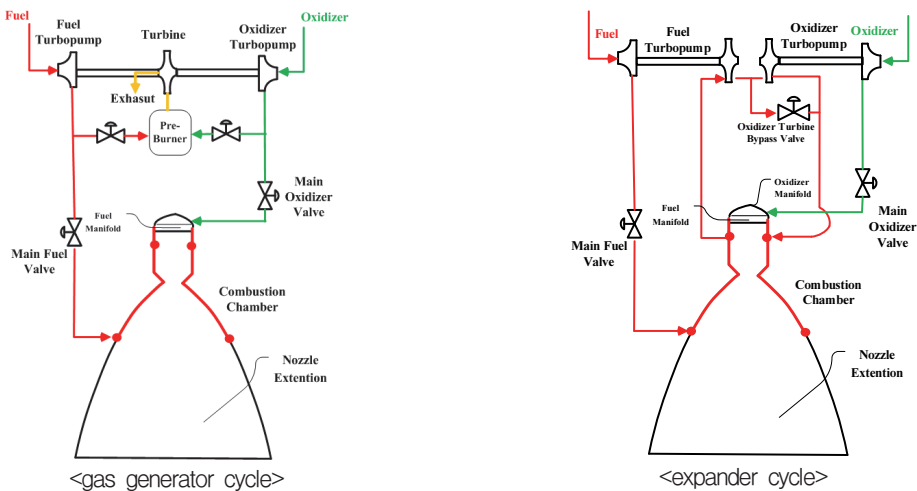 Fuel
Fuel
Turbopump
Turbine
Oxidizer
Turbopump
Oxidizer
Exhasut
Pre-
Burner
Main
Oxidizer
Valve
Fuel
Manifold
Main Fuel
Valve
Combustion
Chamber
Nozzle
Extention
<gas generator cycle>
Fuel
Fuel
Turbopump
Oxidizer
Turbopump
Oxidizer
Oxidizer Turbine
Bypass Valve
Oxidizer
Manifold
Fuel
Manifold
Main Fuel
Valve
Main
Oxidizer
Valve
Combustion
Chamber
Nozzle
Extention
<expander cycle>